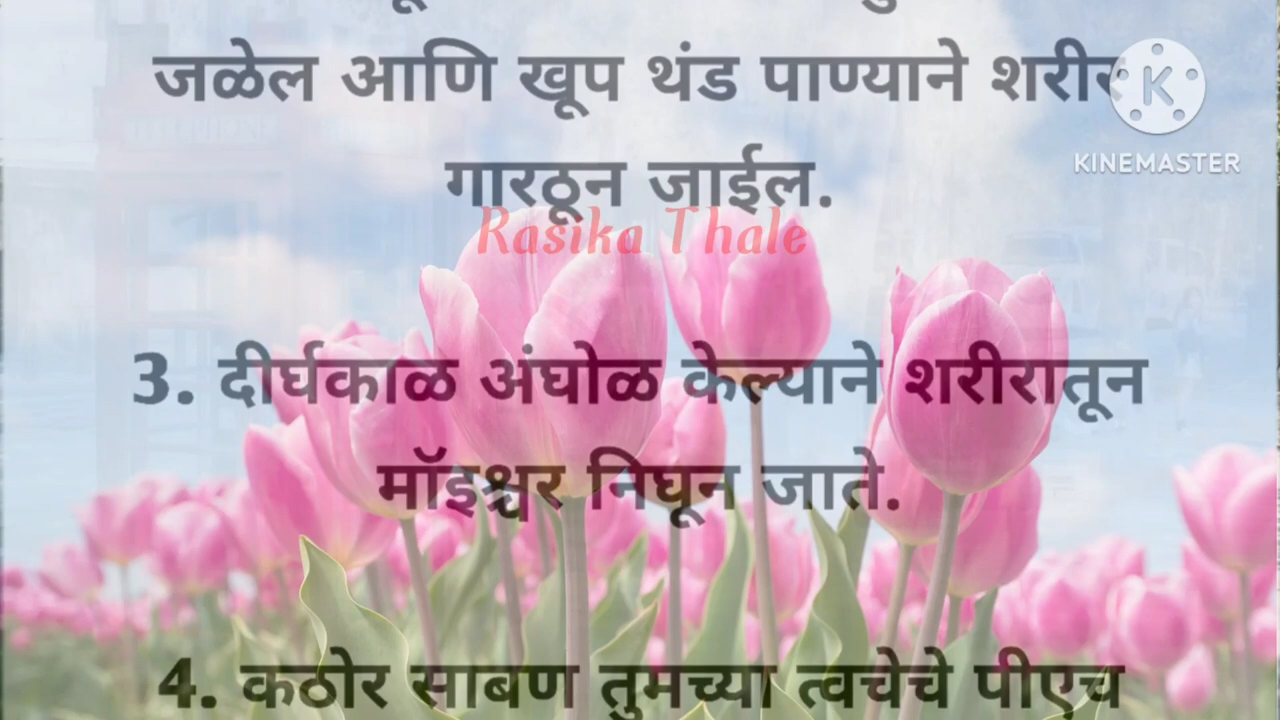 जळेल आणि खूप थंड पाण्याने शरीर
KINEMASTER
गारठून जाईल.
Rasika Thale
3. दीर्घकाळ अंघोळ केल्याने शरीरातून
मॉइश्चर निघून जाते.
4. कठोर साबण तुमच्या त्वचेचे पीएच